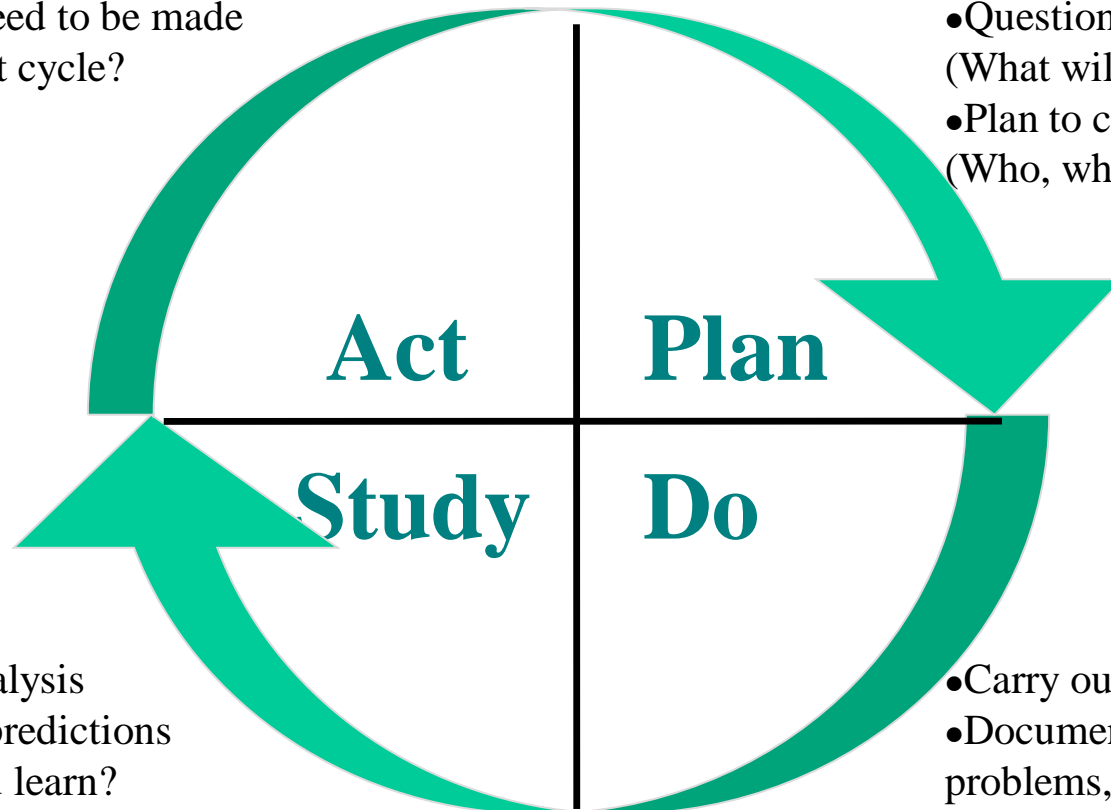 eed to be made
t cycle?
•Question
(What wil
•Plan to c
(Who, wh
Act
Plan
Study
Do
alysis
predictions
learn?
•Carry ou
•Documen
problems,